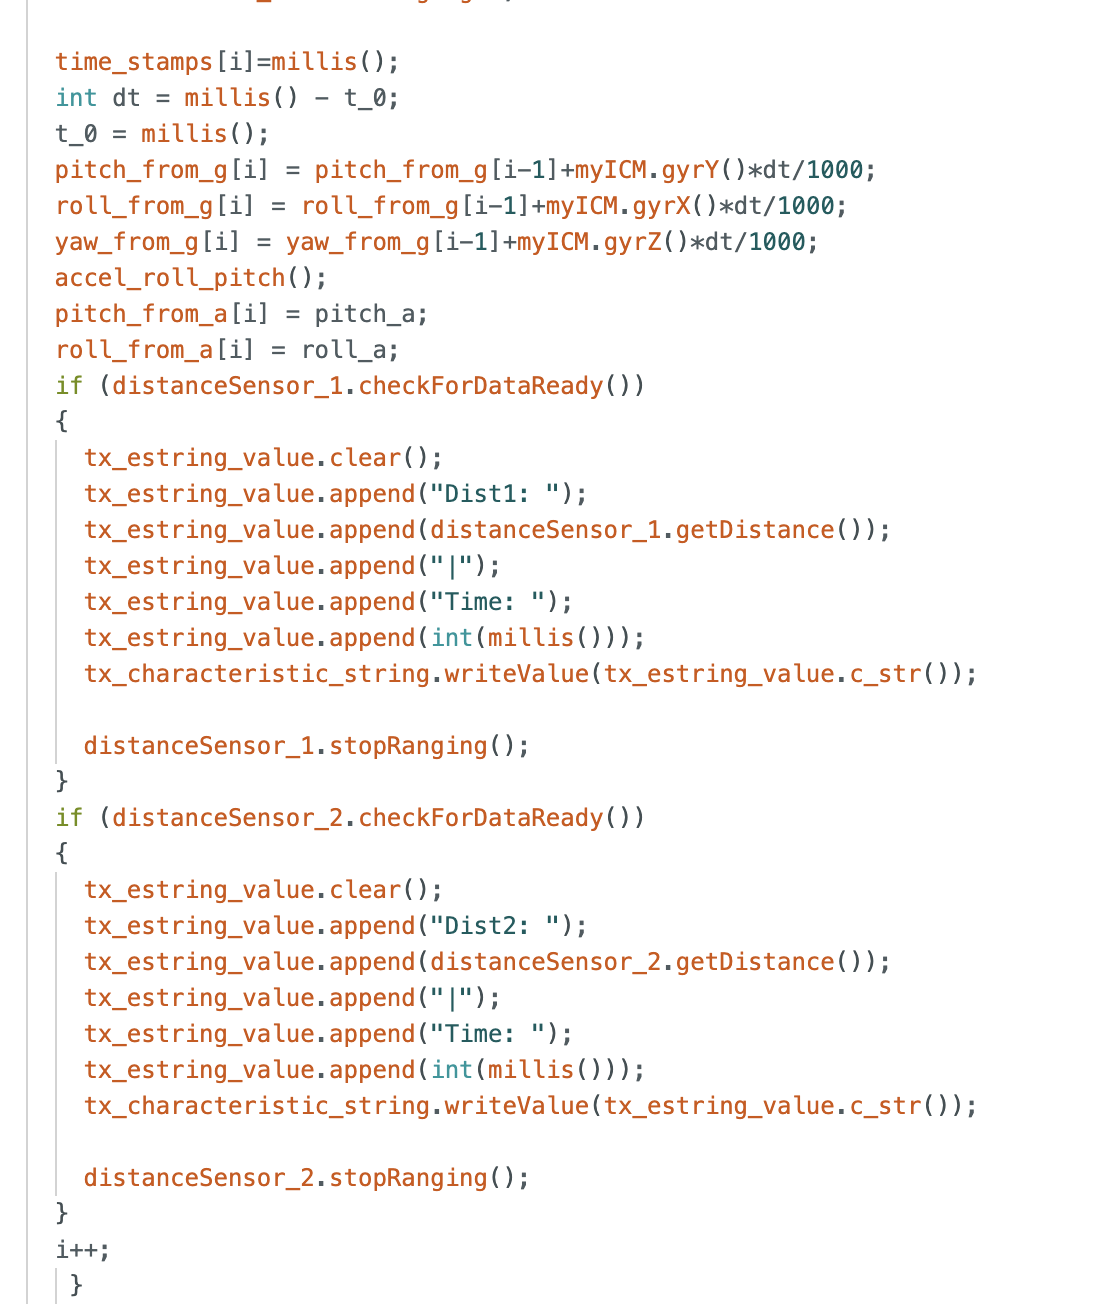 time_stamps[i]=millis();
int dt = millis() - t_0;
t_0 = millis();
pitch_from_g[i] = pitch_from_g[i-1]+myICM.gyrY()*dt/1000;
roll_from_g[i] = roll_from_g[i-1]+myICM.gyrX()*dt/1000;
yaw_from_g[i] = yaw_from_g[i-1]+myICM.gyrZ()*dt/1000;
accel_roll_pitch();
pitch_from_a[i] = pitch_a;
roll_from_a[i] = roll_a;
if (distanceSensor_1.checkForDataReady())
{
tx_estring_value.clear();
tx_estring_value.append("Dist1: ");
tx_estring_value.append(distanceSensor_1.getDistance());
tx_estring_value.append("|");
tx_estring_value.append("Time: ");
tx_estring_value.append(int(millis()));
tx_characteristic_string.writeValue(tx_estring_value.c_str());
distanceSensor_1.stopRanging();
}
if (distanceSensor_2.checkForDataReady())
{
tx_estring_value.clear();
tx_estring_value.append("Dist2: ");
tx_estring_value.append(distanceSensor_2.getDistance());
tx_estring_value.append("|");
tx_estring_value.append("Time: ");
tx_estring_value.append(int(millis()));
tx_characteristic_string.writeValue(tx_estring_value.c_str());
distanceSensor_2.stopRanging();
}
i++;
}